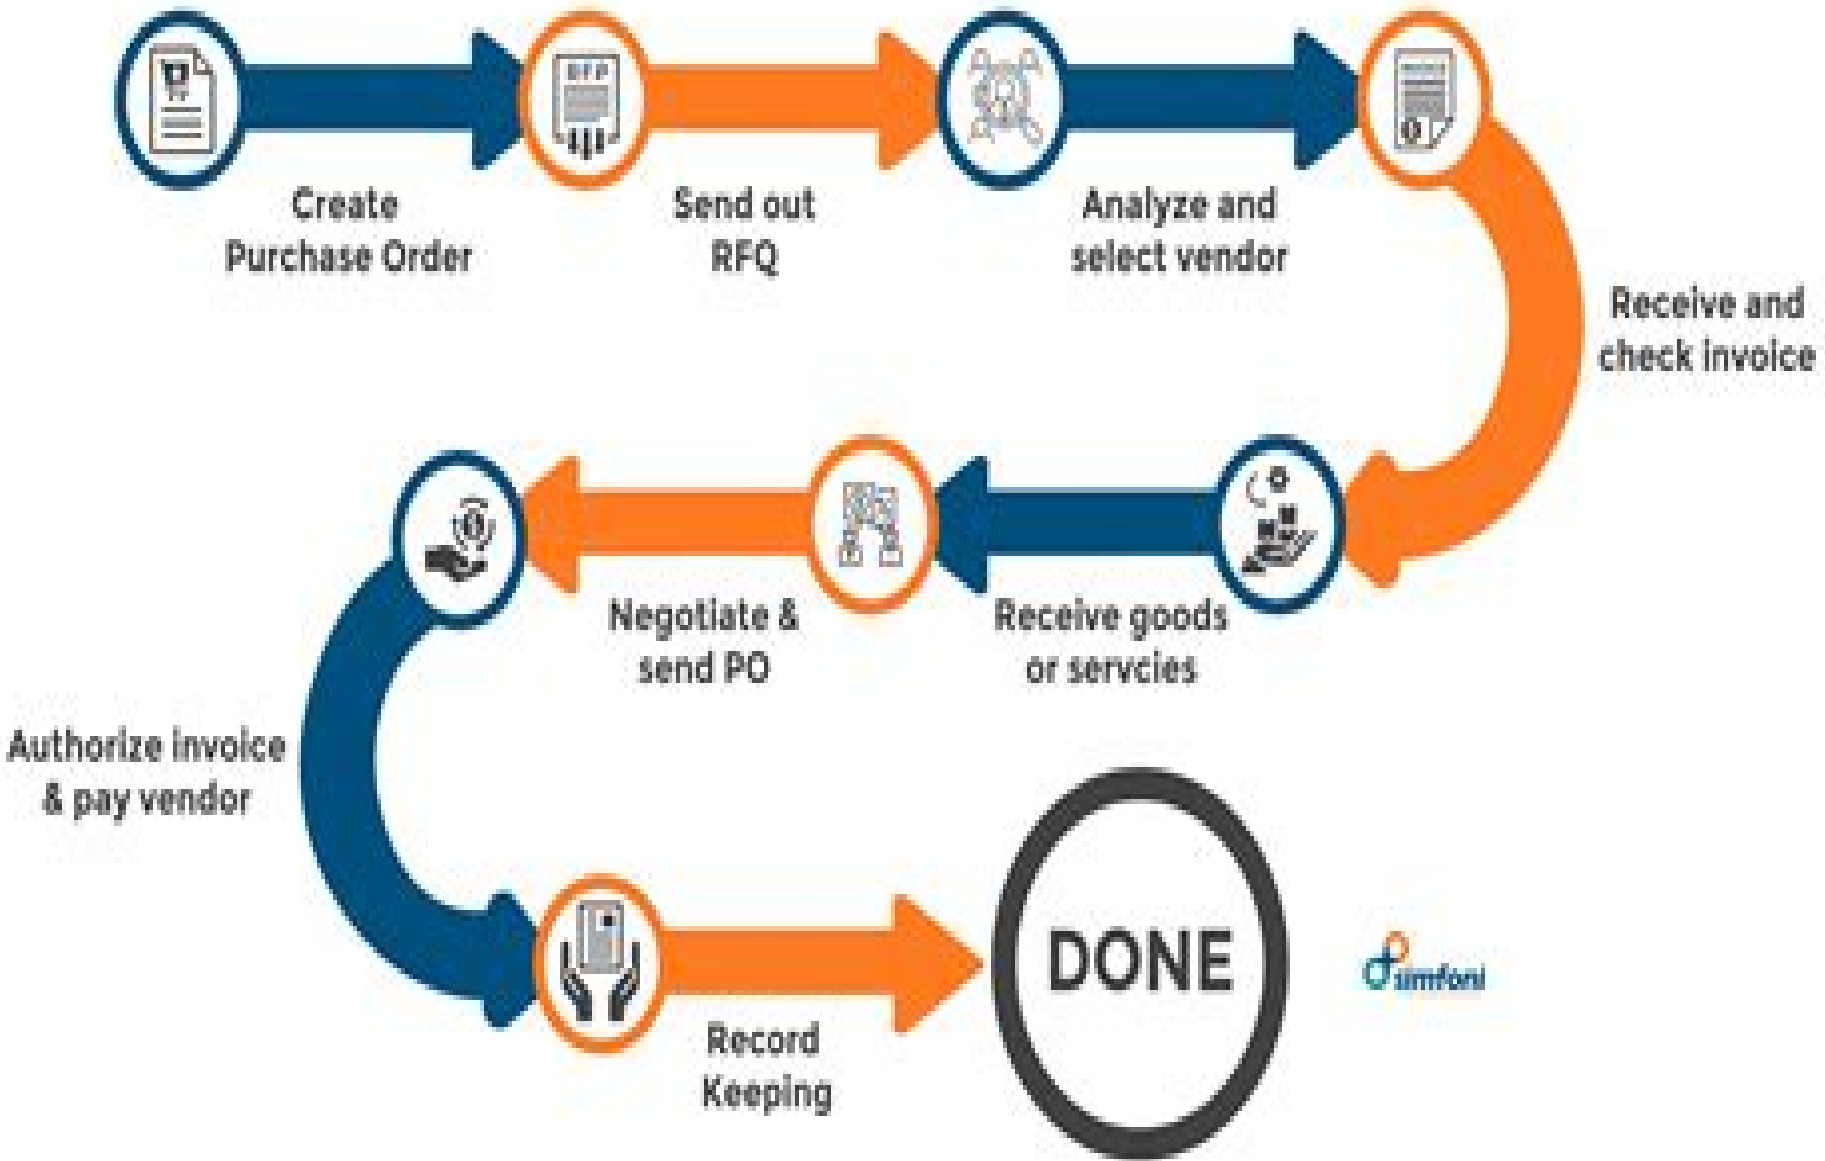 Create
Purchase Order
RFP
Send out
RFQ
Analyze and
select vendor
Receive and
check invoice
Receive goods
or servcies
Negotiate &
send PO
Authorize invoice
& pay vendor
Record
Keeping
DONE
simfoni